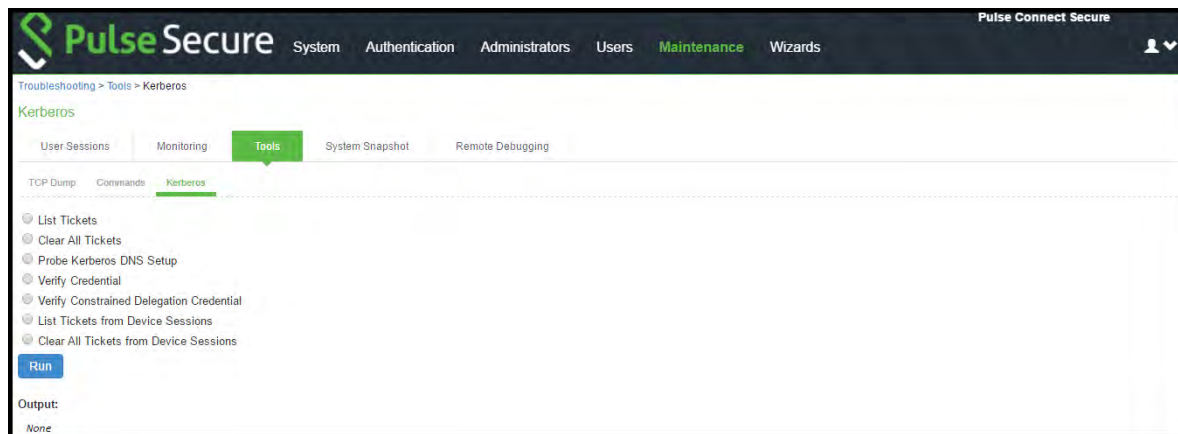 Pulse Connect Secure
Pulse Secure System Authentication Administrators Users Maintenance Wizards
Troubleshooting > Tools > Kerberos
Kerberos
User Sessions Monitoring Tools System Snapshot Remote Debugging
TCP Dump Commands Kerberos
List Tickets
Clear All Tickets
Probe Kerberos DNS Setup
Verify Credential
Verify Constrained Delegation Credential
List Tickets from Device Sessions
Clear All Tickets from Device Sessions
Run
Output:
None